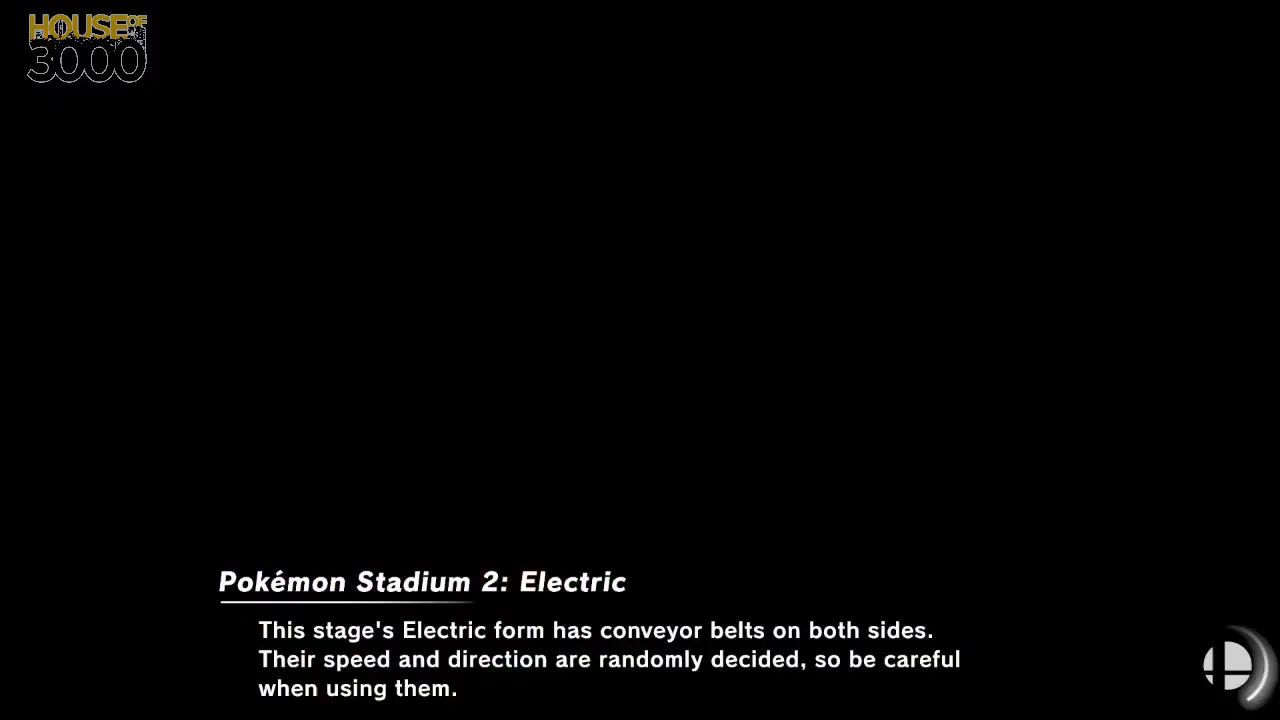 HOUSE OF
3000
Pokémon Stadium 2: Electric
This stage's Electric form has conveyor belts on both sides.
Their speed and direction are randomly decided, so be careful
when using them.